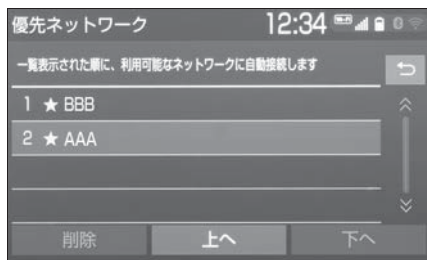 優先ネットワーク 12:34 Wi-Fi
一覧表示された順に、利用可能なネットワークに自動接続します
1 ★ BBB
2 ★ AAA
削除 上へ 下へ